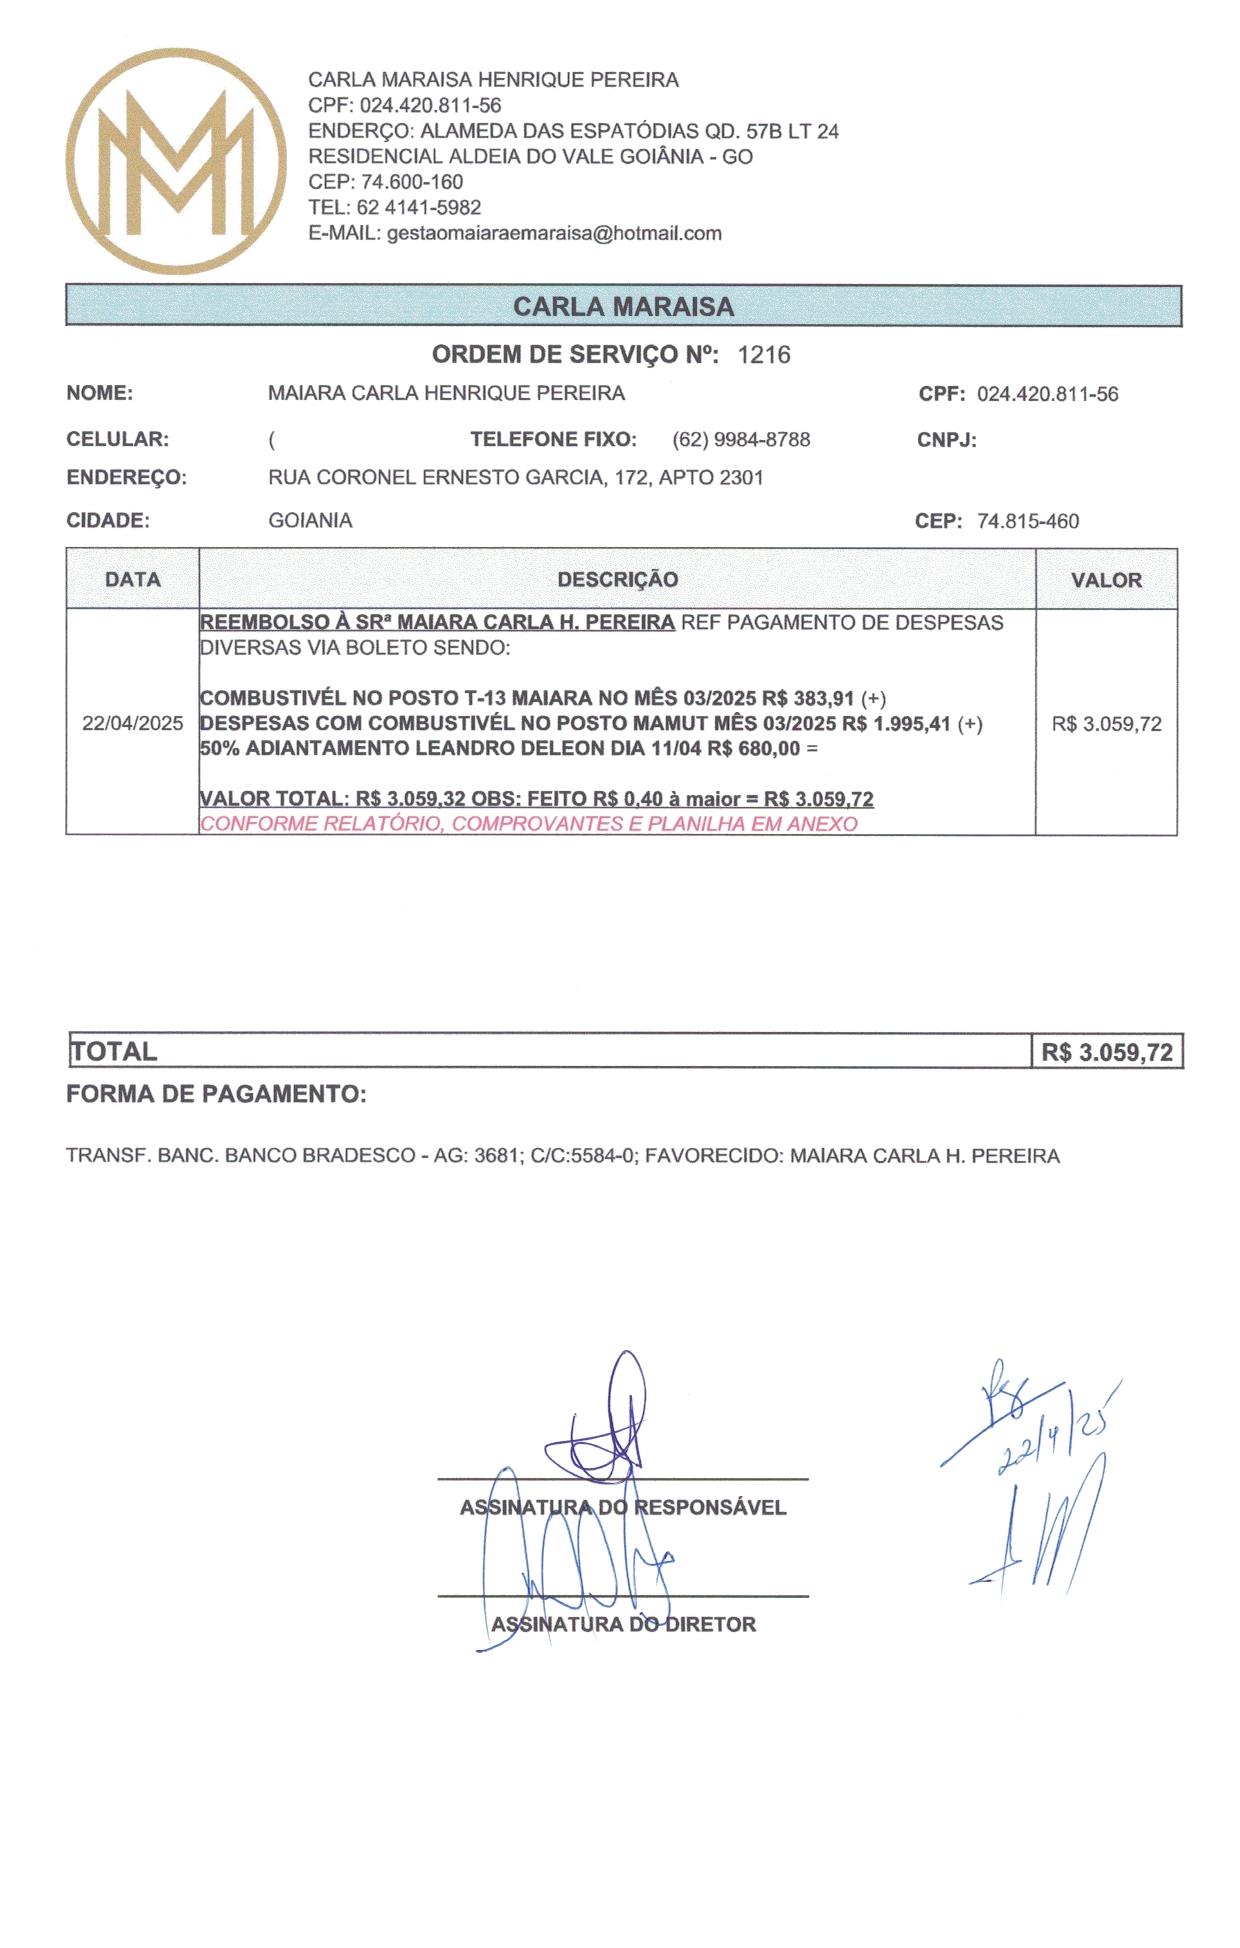 CARLA MARAISA HENRIQUE PEREIRA
CPF: 024.420.811-56
ENDERÇO: ALAMEDA DAS ESPATÓDIAS QD. 57B LT 24
RESIDENCIAL ALDEIA DO VALE GOIÂNIA - GO
CEP: 74.600-160
TEL: 62 4141-5982
E-MAIL: gestaomaiaraemaraisa@hotmail.com
CARLA MARAISA
ORDEM DE SERVIÇO Nº: 1216
NOME: MAIARA CARLA HENRIQUE PEREIRA CPF: 024.420.811-56
CELULAR: ( TELEFONE FIXO: (62) 9984-8788 CNPJ:
ENDEREÇO: RUA CORONEL ERNESTO GARCIA, 172, APTO 2301
CIDADE: GOIANIA CEP: 74.815-460
DATA DESCRIÇÃO VALOR
REEMBOLSO À SRª MAIARA CARLA H. PEREIRA REF PAGAMENTO DE DESPESAS
DIVERSAS VIA BOLETO SENDO:
COMBUSTIVÉL NO POSTO T-13 MAIARA NO MÊS 03/2025 R$ 383,91 (+)
22/04/2025 DESPESAS COM COMBUSTIVÉL NO POSTO MAMUT MÊS 03/2025 R$ 1.995,41 (+) R$ 3.059,72
50% ADIANTAMENTO LEANDRO DELEON DIA 11/04 R$ 680,00 =
VALOR TOTAL: R$ 3.059,32 OBS: FEITO R$ 0,40 à maior = R$ 3.059,72
CONFORME RELATÓRIO, COMPROVANTES E PLANILHA EM ANEXO
TOTAL R$ 3.059,72
FORMA DE PAGAMENTO:
TRANSF. BANC. BANCO BRADESCO - AG: 3681; C/C:5584-0; FAVORECIDO: MAIARA CARLA H. PEREIRA
22/4/25
ASSINATURA DO RESPONSÁVEL
ASSINATURA DO DIRETOR